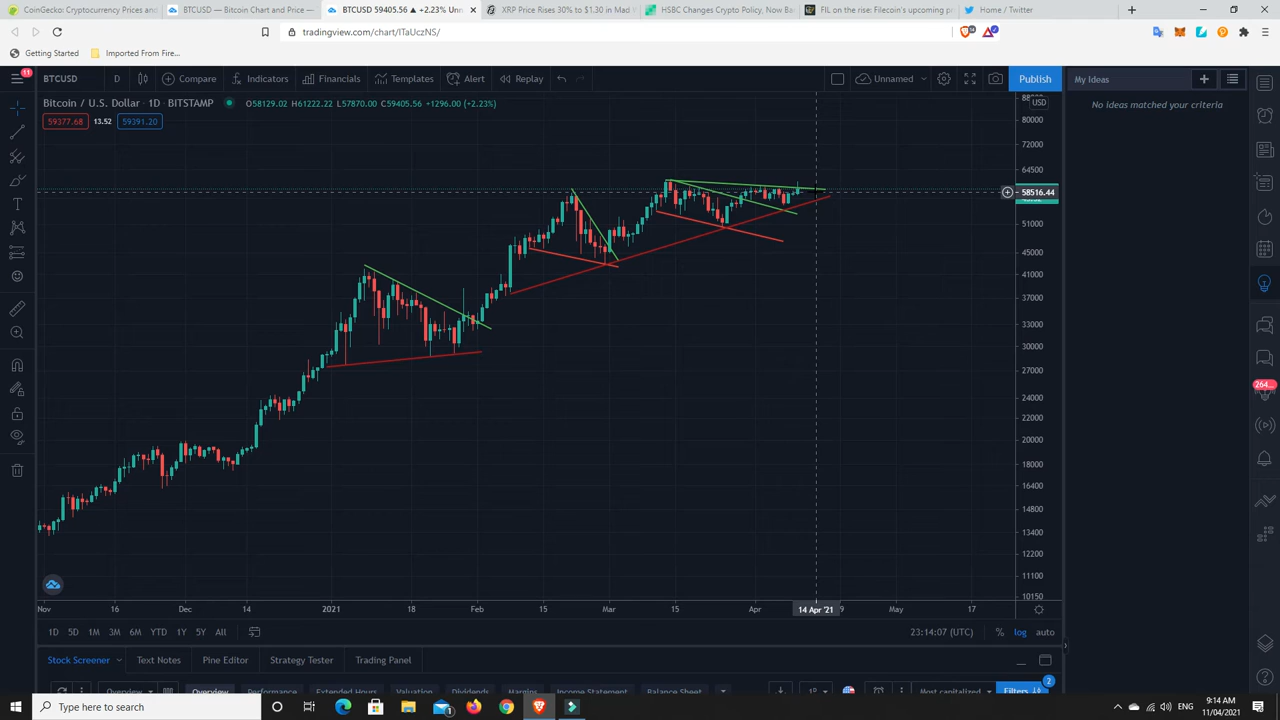 CoinGecko: Cryptocurrency Prices and
BTCUSD — Bitcoin Chart and Price —
BTCUSD 59405.56 ▲ +2.23% Unn
XRP Price Rises 30% to $1.30 in Mad
HSBC Changes Crypto Policy, Now Ba
FIL on the rise: Filecoin's upcoming p
Home / Twitter
tradingview.com/chart/ITaUczNS/
Getting Started
Imported From Fire...
11
BTCUSD
D
Compare
Indicators
Financials
Templates
Alert
Replay
Unnamed
Publish
My Ideas
Bitcoin / U.S. Dollar · 1D · BITSTAMP
O58129.02 H61222.22 L57870.00 C59405.56 +1296.00 (+2.23%)
USD
No ideas matched your criteria
59377.68
13.52
59391.20
80000
72000
64500
58516.44
51000
45000
41000
37000
33000
30000
27000
24000
22000
20000
18000
16400
14800
13400
12200
11100
10150
264
Nov
16
Dec
14
2021
18
Feb
15
Mar
15
Apr
14 Apr '21
9
May
17
1D
5D
1M
3M
6M
YTD
1Y
5Y
All
23:14:07 (UTC)
%
log
auto
Stock Screener
Text Notes
Pine Editor
Strategy Tester
Trading Panel
Overview
Overview
Performance
Extended Hours
Valuation
Dividends
Margins
Income Statement
Balance Sheet
Most capitalized
Filters
2
Type here to search
ENG
9:14 AM
11/04/2021